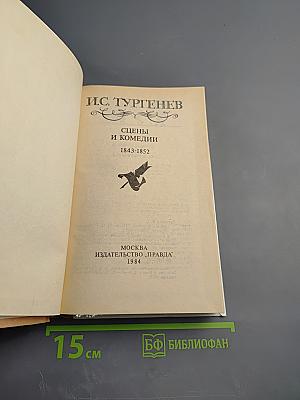 И.С. ТУРГЕНЕВ
СЦЕНЫ
И КОМЕДИИ
1843-1852
МОСКВА
ИЗДАТЕЛЬСТВО „ПРАВДА"
1984
15 см
БФ БИБЛИОФАН